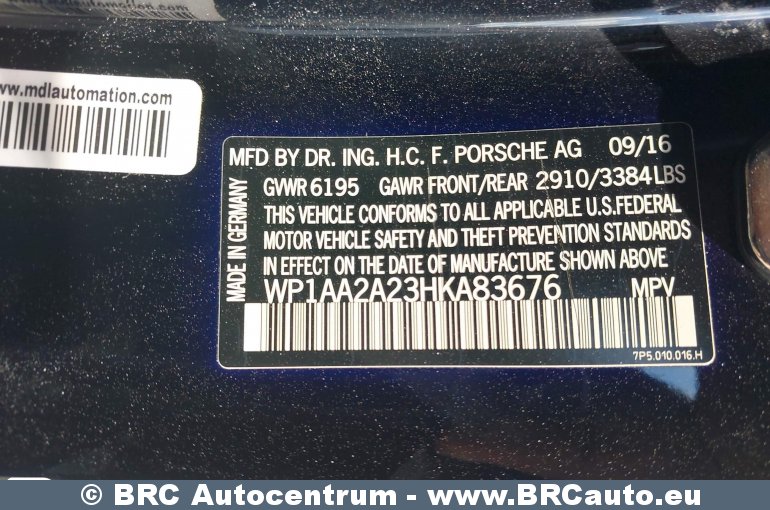 www.mdlautomation.com
MFD BY DR. ING. H.C. F. PORSCHE AG 09/16
GVWR 6195 GAWR FRONT/REAR 2910/3384LBS
THIS VEHICLE CONFORMS TO ALL APPLICABLE U.S.FEDERAL
MOTOR VEHICLE SAFETY AND THEFT PREVENTION STANDARDS
IN EFFECT ON THE DATE OF MANUFACTURE SHOWN ABOVE
WP1AA2A23HKA83676 MPV
7P5.010.016.H
MADE IN GERMANY
© BRC Autocentrum - www.BRCauto.eu